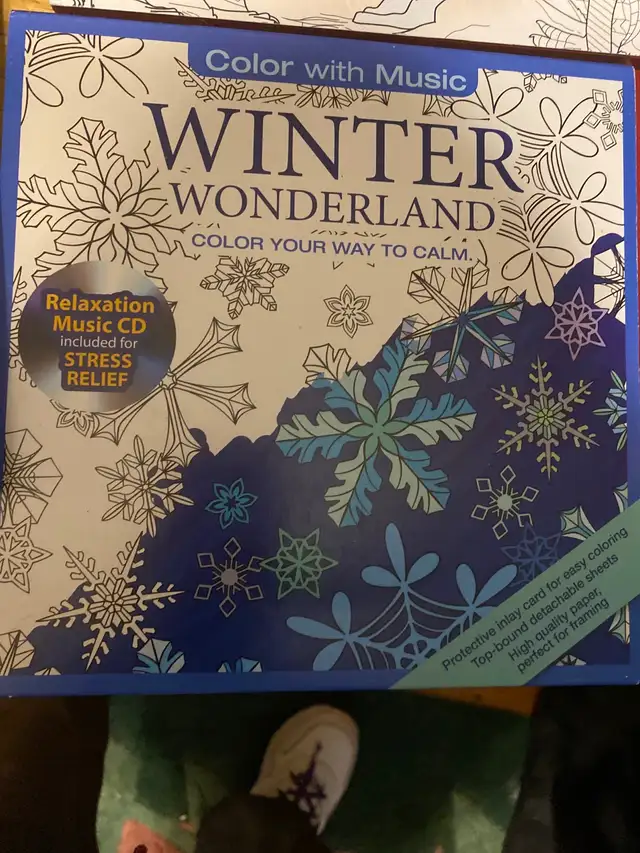 Color with Music
WINTER
WONDERLAND
COLOR YOUR WAY TO CALM.
Relaxation
Music CD
included for
STRESS
RELIEF
Protective inlay card for easy coloring
Top-bound detachable sheets
High quality paper,
perfect for framing